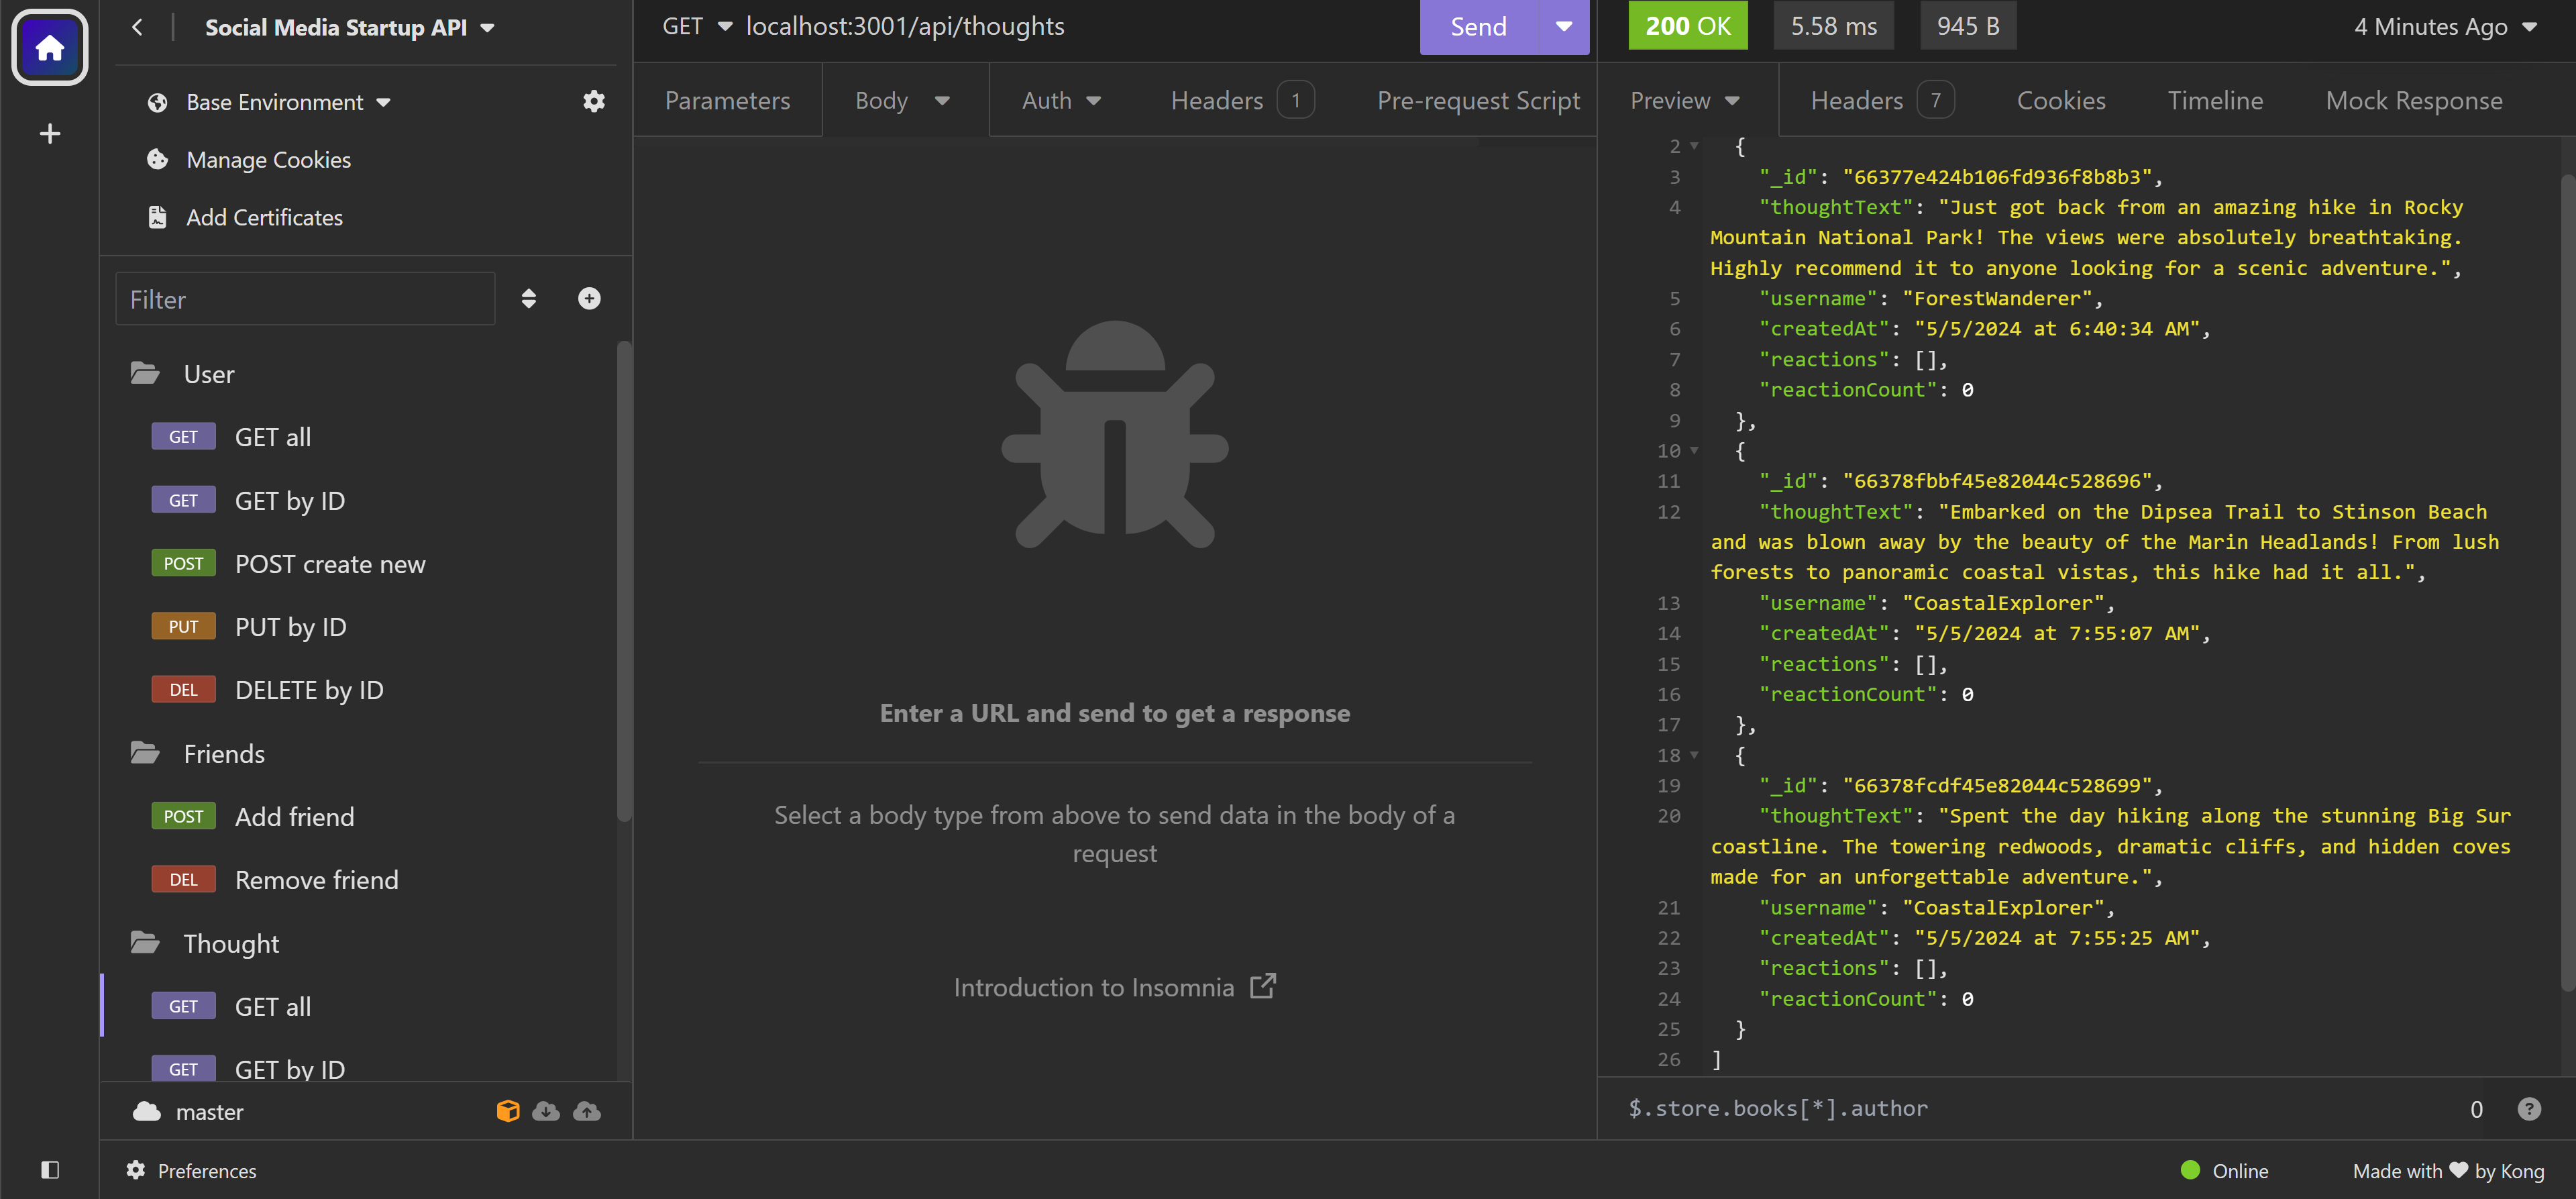 Social Media Startup API
Base Environment
Manage Cookies
Add Certificates
Filter
User
GET GET all
GET GET by ID
POST POST create new
PUT PUT by ID
DEL DELETE by ID
Friends
POST Add friend
DEL Remove friend
Thought
GET GET all
GET GET by ID
master
Preferences
GET localhost:3001/api/thoughts Send
Parameters Body Auth Headers 1 Pre-request Script
Enter a URL and send to get a response
Select a body type from above to send data in the body of a
request
Introduction to Insomnia
200 OK 5.58 ms 945 B 4 Minutes Ago
Preview Headers 7 Cookies Timeline Mock Response
2 {
3 "_id": "66377e424b106fd936f8b8b3",
4 "thoughtText": "Just got back from an amazing hike in Rocky
Mountain National Park! The views were absolutely breathtaking.
Highly recommend it to anyone looking for a scenic adventure.",
5 "username": "ForestWanderer",
6 "createdAt": "5/5/2024 at 6:40:34 AM",
7 "reactions": [],
8 "reactionCount": 0
9 },
10 {
11 "_id": "66378fbbf45e82044c528696",
12 "thoughtText": "Embarked on the Dipsea Trail to Stinson Beach
and was blown away by the beauty of the Marin Headlands! From lush
forests to panoramic coastal vistas, this hike had it all.",
13 "username": "CoastalExplorer",
14 "createdAt": "5/5/2024 at 7:55:07 AM",
15 "reactions": [],
16 "reactionCount": 0
17 },
18 {
19 "_id": "66378fcdf45e82044c528699",
20 "thoughtText": "Spent the day hiking along the stunning Big Sur
coastline. The towering redwoods, dramatic cliffs, and hidden coves
made for an unforgettable adventure.",
21 "username": "CoastalExplorer",
22 "createdAt": "5/5/2024 at 7:55:25 AM",
23 "reactions": [],
24 "reactionCount": 0
25 }
26 ]
$.store.books[*].author 0
Online Made with ♥ by Kong